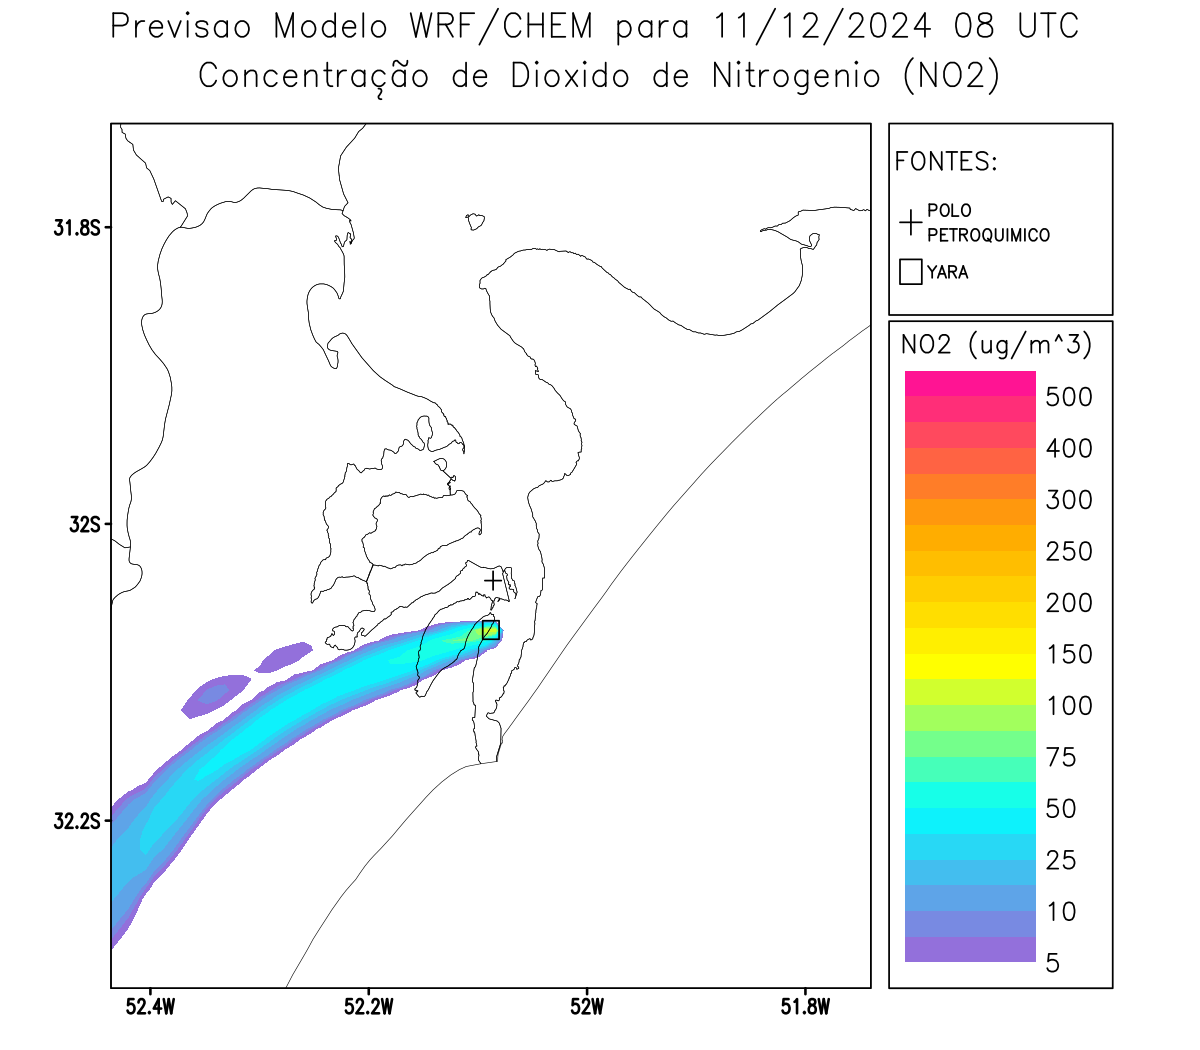 Previsao Modelo WRF/CHEM para 11/12/2024 08 UTC
Concentração de Dioxido de Nitrogenio (NO2)
FONTES:
POLO
PETROQUIMICO
YARA
NO2 (ug/m^3)
500
400
300
250
200
150
100
75
50
25
10
5
31.8S
32S
32.2S
52.4W
52.2W
52W
51.8W